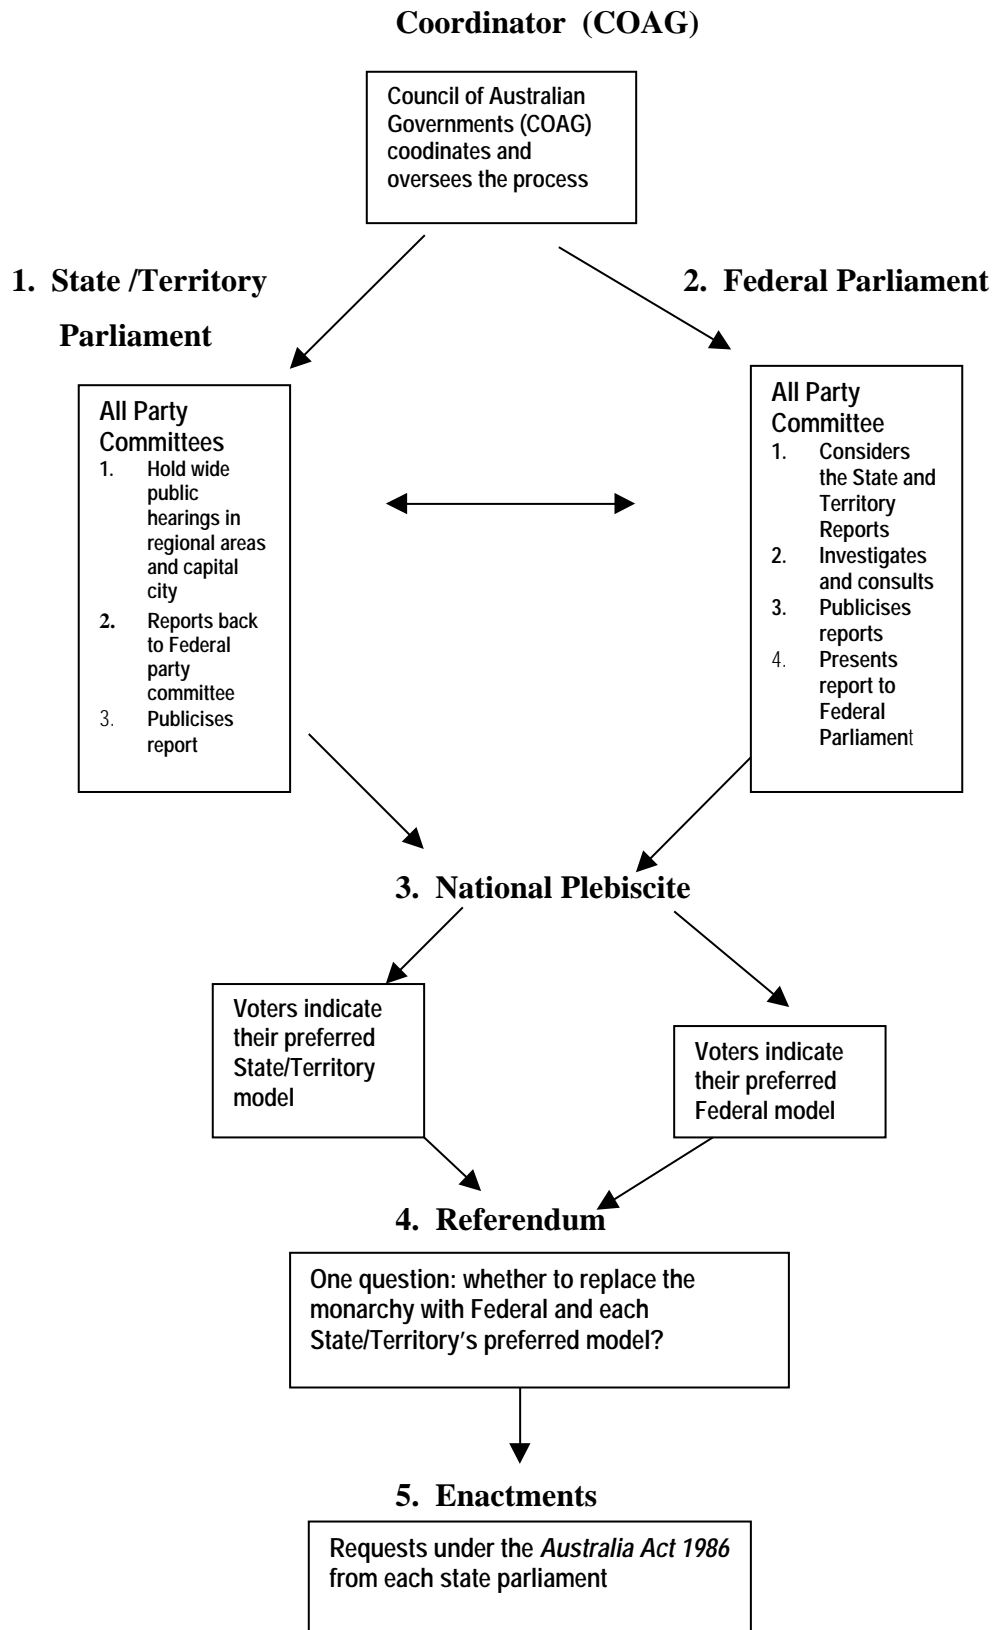 Coordinator (COAG)
Council of Australian
Governments (COAG)
coodinates and
oversees the process
1. State /Territory
Parliament
2. Federal Parliament
All Party
Committees
1. Hold wide
public
hearings in
regional areas
and capital
city
2. Reports back
to Federal
party
committee
3. Publicises
report
All Party
Committee
1. Considers
the State and
Territory
Reports
2. Investigates
and consults
3. Publicises
reports
4. Presents
report to
Federal
Parliament
3. National Plebiscite
Voters indicate
their preferred
State/Territory
model
Voters indicate
their preferred
Federal model
4. Referendum
One question: whether to replace the
monarchy with Federal and each
State/Territory's preferred model?
5. Enactments
Requests under the Australia Act 1986
from each state parliament